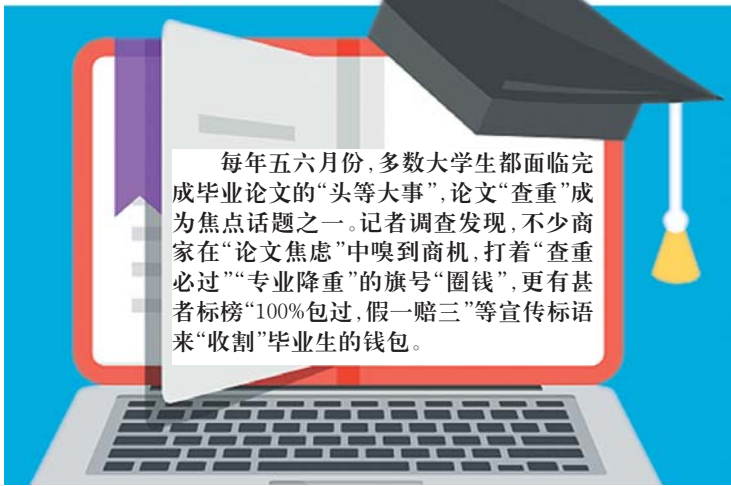 每年五六月份，多数大学生都面临完
成毕业论文的“头等大事”，论文“查重”成
为焦点话题之一。记者调查发现，不少商
家在“论文焦虑”中嗅到商机，打着“查重
必过”“专业降重”的旗号“圈钱”，更有甚
者标榜“100%包过，假一赔三”等宣传标语
来“收割”毕业生的钱包。